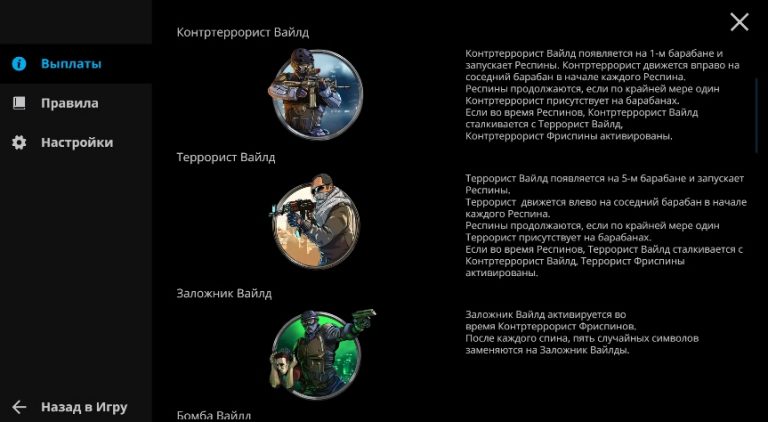 Контртеррорист Вайлд
Выплаты
Правила
Настройки
Контртеррорист Вайлд появляется на 1-м барабане и
запускает Респины. Контртеррорист движется вправо на
соседний барабан в начале каждого Респина.
Респины продолжаются, если по крайней мере один
Контртеррорист присутствует на барабанах.
Если во время Респинов, Контртеррорист Вайлд
сталкивается с Террорист Вайлд,
Контртеррорист Фриспины активированы.
Террорист Вайлд
Террорист Вайлд появляется на 5-м барабане и запускает
Респины.
Террорист движется влево на соседний барабан в начале
каждого Респина.
Респины продолжаются, если по крайней мере один
Террорист присутствует на барабанах.
Если во время Респинов, Террорист Вайлд сталкивается с
Контртеррорист Вайлд, Террорист Фриспины
активированы.
Заложник Вайлд
Заложник Вайлд активируется во
время Контртеррорист Фриспинов.
После каждого спина, пять случайных символов
заменяются на Заложник Вайлды.
Назад в Игру
Бомба Вайлд